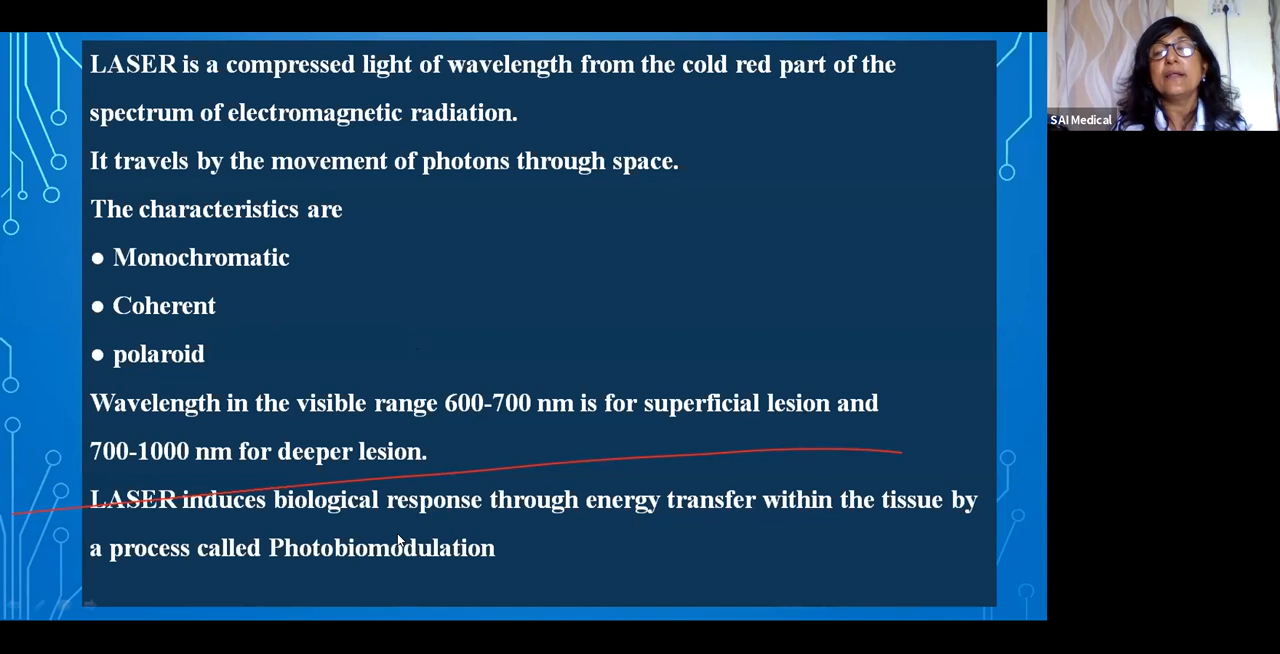 LASER is a compressed light of wavelength from the cold red part of the
spectrum of electromagnetic radiation.
It travels by the movement of photons through space.
The characteristics are
● Monochromatic
● Coherent
● polaroid
Wavelength in the visible range 600-700 nm is for superficial lesion and
700-1000 nm for deeper lesion.
LASER induces biological response through energy transfer within the tissue by
a process called Photobiomodulation
SAI Medical